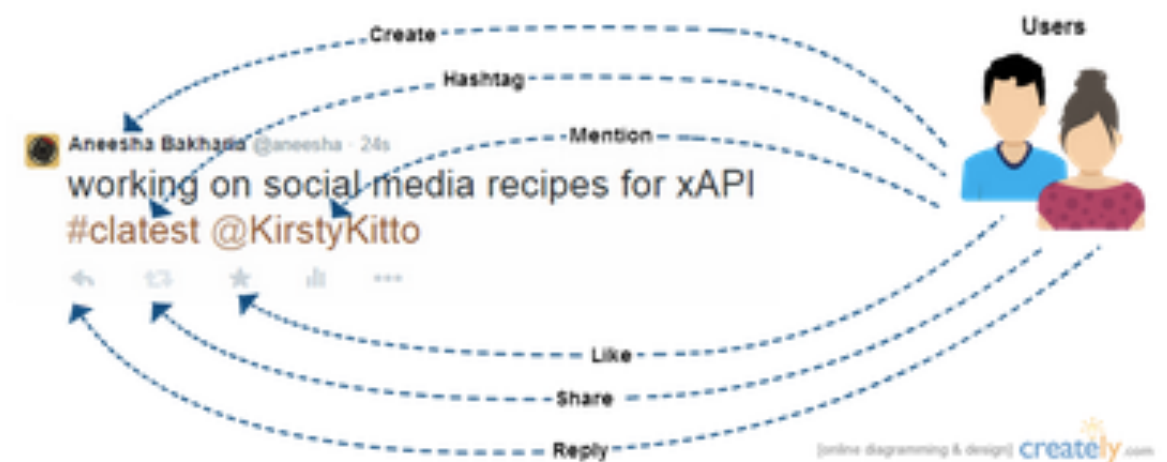 Users
Create
Hashtag
Mention
Aneesha Bakharia @aneesha · 24s
working on social media recipes for xAPI
#clatest @KirstyKitto
Like
Share
Reply
[online diagramming & design] creately.com